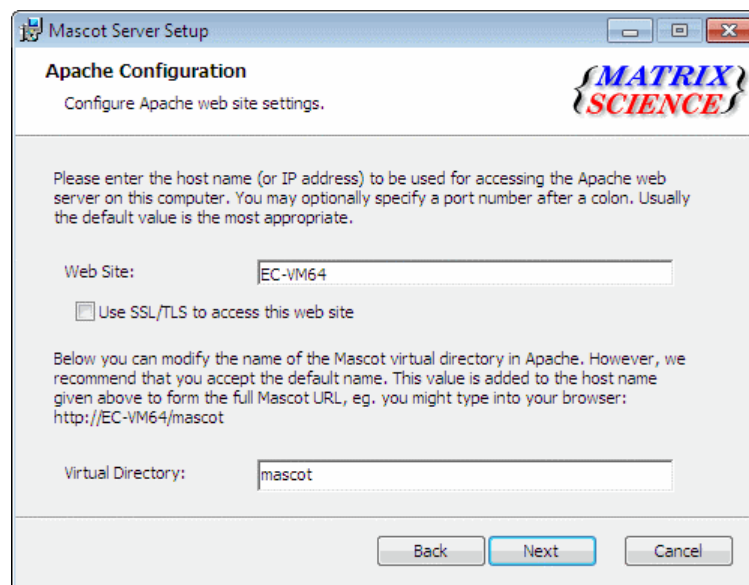 Mascot Server Setup
Apache Configuration
Configure Apache web site settings.
{MATRIX}
{SCIENCE}
Please enter the host name (or IP address) to be used for accessing the Apache web
server on this computer. You may optionally specify a port number after a colon. Usually
the default value is the most appropriate.
Web Site:
EC-VM64
Use SSL/TLS to access this web site
Below you can modify the name of the Mascot virtual directory in Apache. However, we
recommend that you accept the default name. This value is added to the host name
given above to form the full Mascot URL, eg. you might type into your browser:
http://EC-VM64/mascot
Virtual Directory:
mascot
Back
Next
Cancel